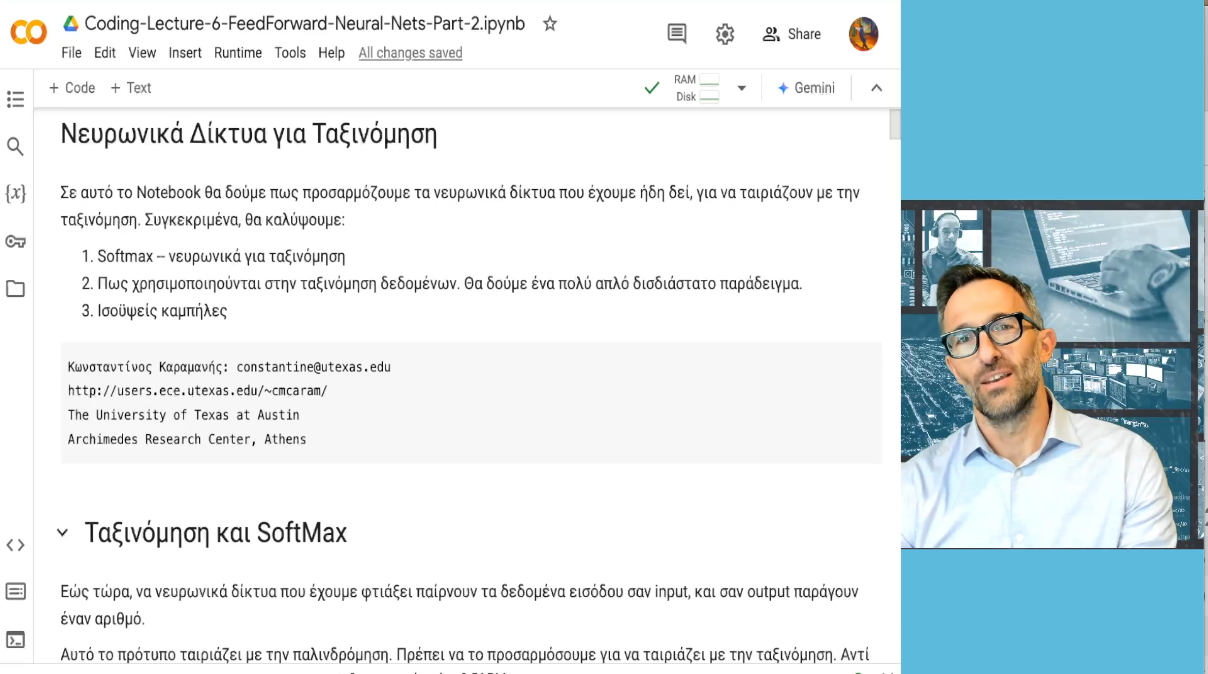 Coding-Lecture-6-FeedForward-Neural-Nets-Part-2.ipynb
File Edit View Insert Runtime Tools Help All changes saved
Share
+ Code + Text
RAM
Disk
Gemini
Νευρωνικά Δίκτυα για Ταξινόμηση
Σε αυτό το Notebook θα δούμε πως προσαρμόζουμε τα νευρωνικά δίκτυα που έχουμε ήδη δεί, για να ταιριάζουν με την
ταξινόμηση. Συγκεκριμένα, θα καλύψουμε:
1. Softmax -- νευρωνικά για ταξινόμηση
2. Πως χρησιμοποιηούνται στην ταξινόμηση δεδομένων. Θα δούμε ένα πολύ απλό δισδιάστατο παράδειγμα.
3. Ισοϋψείς καμπήλες
Κωνσταντίνος Καραμανής: constantine@utexas.edu
http://users.ece.utexas.edu/~cmcaram/
The University of Texas at Austin
Archimedes Research Center, Athens
Ταξινόμηση και SoftMax
Εώς τώρα, να νευρωνικά δίκτυα που έχουμε φτιάξει παίρνουν τα δεδομένα εισόδου σαν input, και σαν output παράγουν
έναν αριθμό.
Αυτό το πρότυπο ταιριάζει με την παλινδρόμηση. Πρέπει να το προσαρμόσουμε για να ταιριάζει με την ταξινόμηση. Αντί